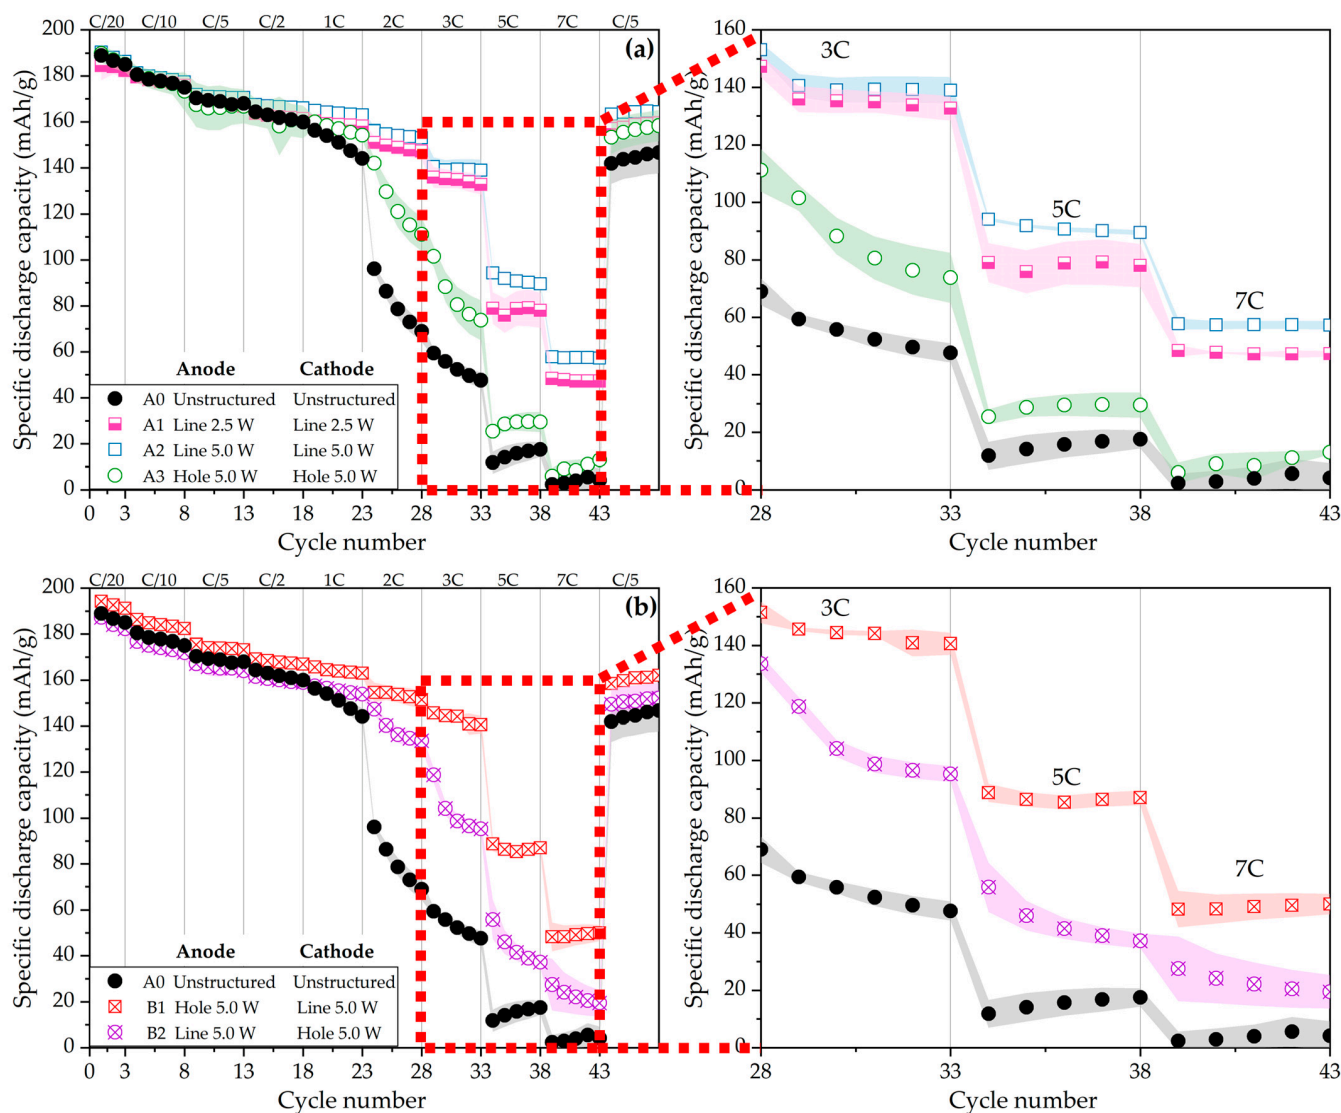 C/20 C/10 C/5 C/2 1C 2C 3C 5C 7C C/5
(a)
Specific discharge capacity (mAh/g)
200
180
160
140
120
100
80
60
40
20
0
Anode Cathode
A0 Unstructured Unstructured
A1 Line 2.5 W Line 2.5 W
A2 Line 5.0 W Line 5.0 W
A3 Hole 5.0 W Hole 5.0 W
0 3 8 13 18 23 28 33 38 43
Cycle number
Specific discharge capacity (mAh/g)
160
140
120
100
80
60
40
20
0
3C
5C
7C
28 33 38 43
Cycle number
C/20 C/10 C/5 C/2 1C 2C 3C 5C 7C C/5
(b)
Specific discharge capacity (mAh/g)
200
180
160
140
120
100
80
60
40
20
0
Anode Cathode
A0 Unstructured Unstructured
B1 Hole 5.0 W Line 5.0 W
B2 Line 5.0 W Hole 5.0 W
0 3 8 13 18 23 28 33 38 43
Cycle number
Specific discharge capacity (mAh/g)
160
140
120
100
80
60
40
20
0
3C
5C
7C
28 33 38 43
Cycle number